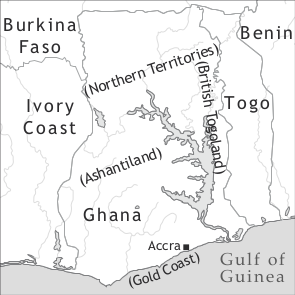 Burkina
Faso
Benin
(Northern Territories)
(British Togoland)
Ivory
Coast
Togo
(Ashantiland)
Ghana
Accra
(Gold Coast)
Gulf of
Guinea